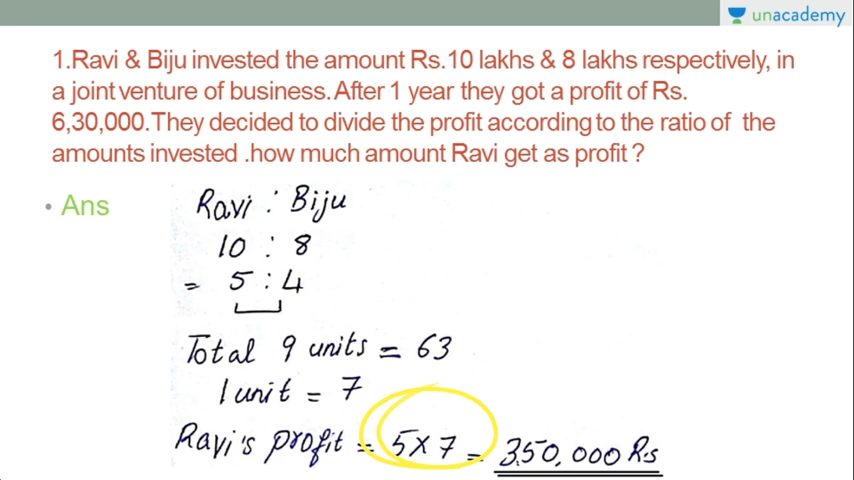 unacademy
1.Ravi & Biju invested the amount Rs.10 lakhs & 8 lakhs respectively, in
a joint venture of business.After 1 year they got a profit of Rs.
6,30,000.They decided to divide the profit according to the ratio of the
amounts invested .how much amount Ravi get as profit ?
• Ans
Ravi : Biju
10 : 8
= 5 : 4
Total 9 units = 63
1 unit = 7
Ravi's profit = 5 x 7 = 350,000 Rs